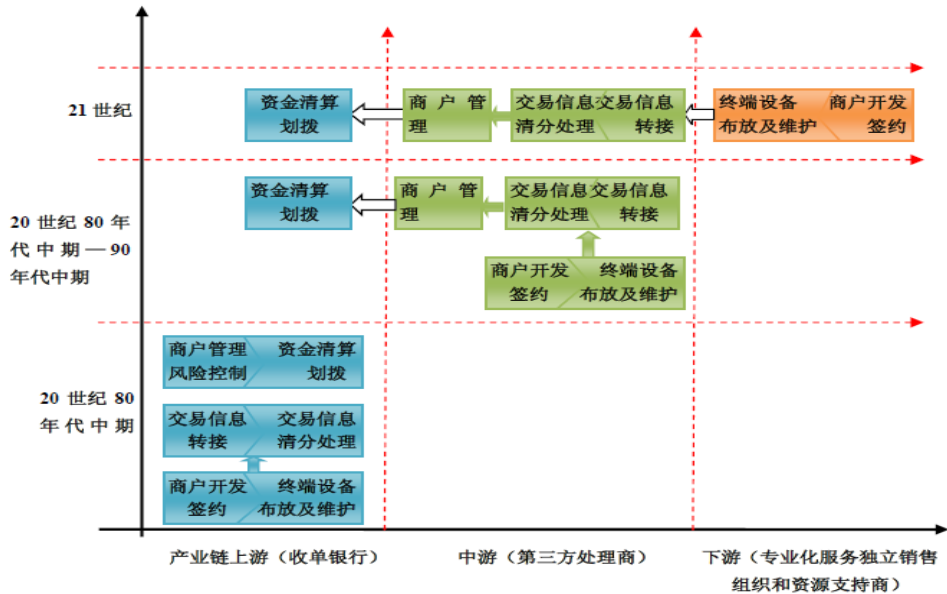 21 世纪
资金清算
划拨
商 户 管
理
交易信息 交易信息
清分处理 转接
终端设备 商户开发
布放及维护 签约
20 世纪 80 年
代 中 期 — 90
年代中期
资金清算
划拨
商 户 管
理
交易信息 交易信息
清分处理 转接
商户开发 终端设备
签约 布放及维护
20 世纪 80
年 代 中 期
商户管理 资金清算
风险控制 划拨
交易信息 交易信息
转接 清分处理
商户开发 终端设备
签约 布放及维护
产业链上游（收单银行）
中游（第三方处理商）
下游（专业化服务独立销售
组织和资源支持商）